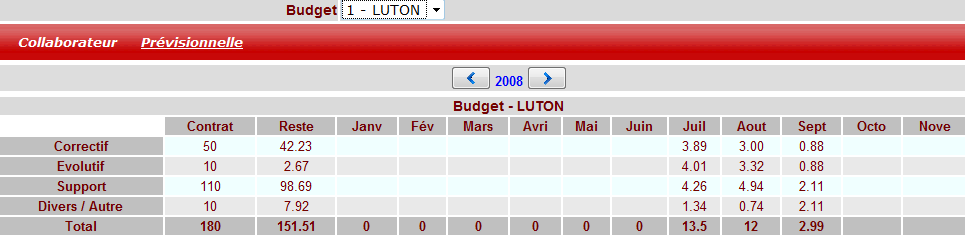 Budget 1 - LUTON
Collaborateur Prévisionnelle
2008
Budget - LUTON
Contrat Reste Janv Fév Mars Avri Mai Juin Juil Aout Sept Octo Nove
Correctif 50 42.23 3.89 3.00 0.88
Evolutif 10 2.67 4.01 3.32 0.88
Support 110 98.69 4.26 4.94 2.11
Divers / Autre 10 7.92 1.34 0.74 2.11
Total 180 151.51 0 0 0 0 0 0 13.5 12 2.99